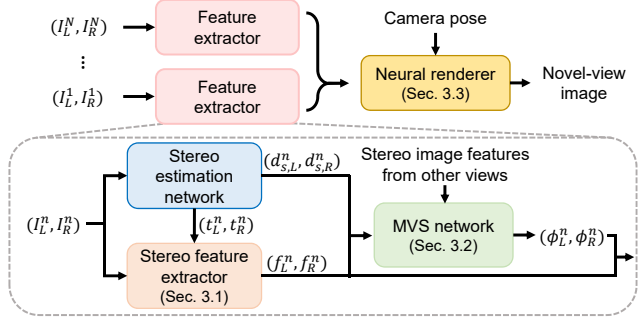 (I_L^N, I_R^N)
Feature
extractor
⋮
(I_L^1, I_R^1)
Feature
extractor
Camera pose
Neural renderer
(Sec. 3.3)
Novel-view
image
(I_L^n, I_R^n)
Stereo
estimation
network
(d_{s,L}^n, d_{s,R}^n)
(t_L^n, t_R^n)
Stereo feature
extractor
(Sec. 3.1)
(f_L^n, f_R^n)
Stereo image features
from other views
MVS network
(Sec. 3.2)
(ϕ_L^n, ϕ_R^n)